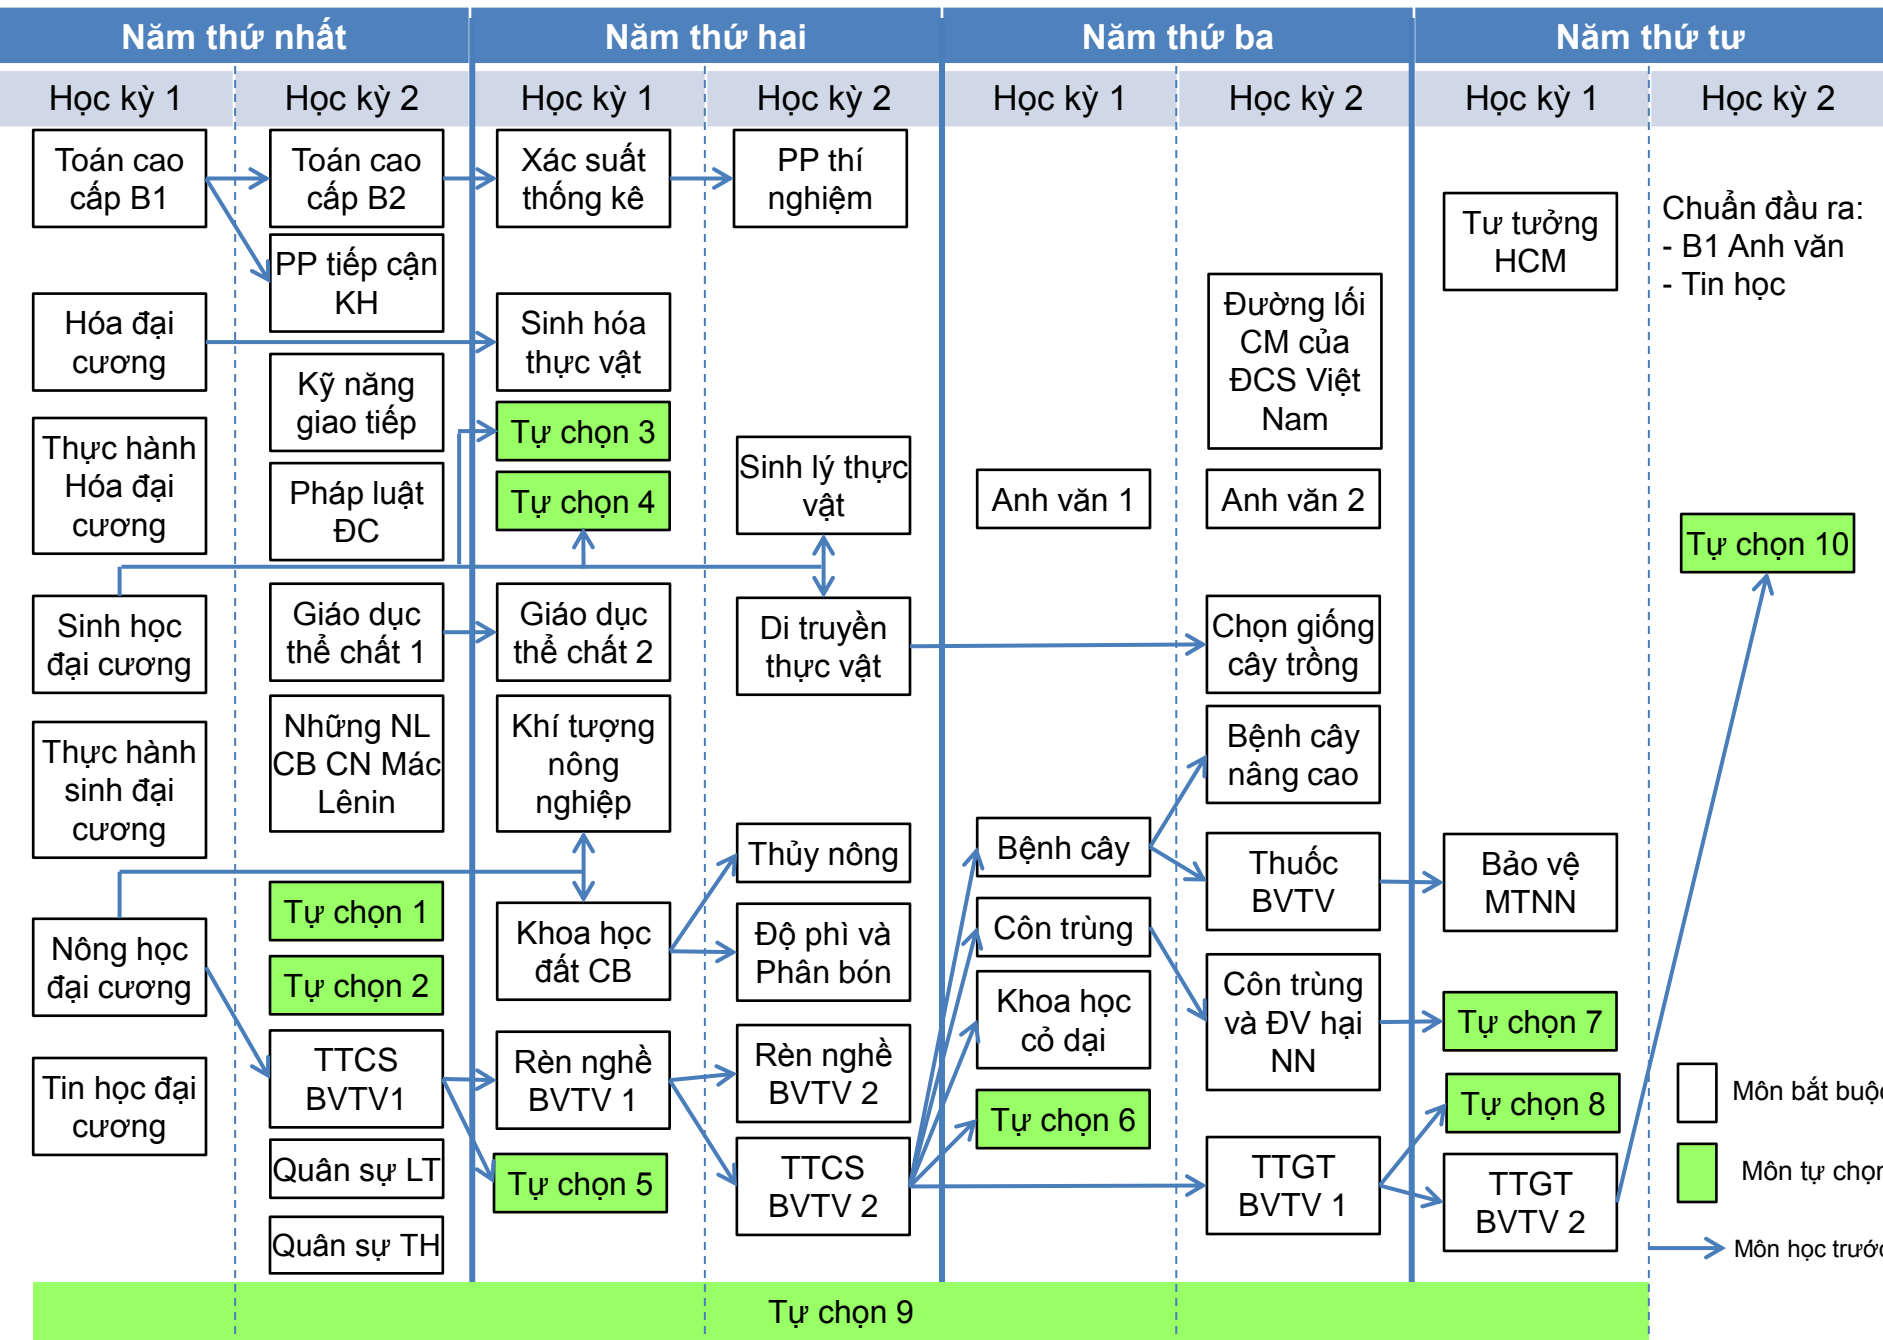 Năm thứ nhất
Năm thứ hai
Năm thứ ba
Năm thứ tư
Học kỳ 1
Học kỳ 2
Học kỳ 1
Học kỳ 2
Học kỳ 1
Học kỳ 2
Học kỳ 1
Học kỳ 2
Toán cao
cấp B1
Hóa đại
cương
Thực hành
Hóa đại
cương
Sinh học
đại cương
Thực hành
sinh đại
cương
Nông học
đại cương
Tin học đại
cương
Toán cao
cấp B2
PP tiếp cận
KH
Kỹ năng
giao tiếp
Pháp luật
ĐC
Giáo dục
thể chất 1
Những NL
CB CN Mác
Lênin
Tự chọn 1
Tự chọn 2
TTCS
BVTV1
Quân sự LT
Quân sự TH
Xác suất
thống kê
Sinh hóa
thực vật
Tự chọn 3
Tự chọn 4
Giáo dục
thể chất 2
Khí tượng
nông
nghiệp
Khoa học
đất CB
Rèn nghề
BVTV 1
Tự chọn 5
PP thí
nghiệm
Sinh lý thực
vật
Di truyền
thực vật
Thủy nông
Độ phì và
Phân bón
Rèn nghề
BVTV 2
TTCS
BVTV 2
Anh văn 1
Bệnh cây
Côn trùng
Khoa học
cỏ dại
Tự chọn 6
Đường lối
CM của
ĐCS Việt
Nam
Anh văn 2
Chọn giống
cây trồng
Bệnh cây
nâng cao
Thuốc
BVTV
Côn trùng
và ĐV hại
NN
TTGT
BVTV 1
Tư tưởng
HCM
Bảo vệ
MTNN
Tự chọn 7
Tự chọn 8
TTGT
BVTV 2
Chuẩn đầu ra:
- B1 Anh văn
- Tin học
Tự chọn 10
Môn bắt buộc
Môn tự chọn
Môn học trước
Tự chọn 9